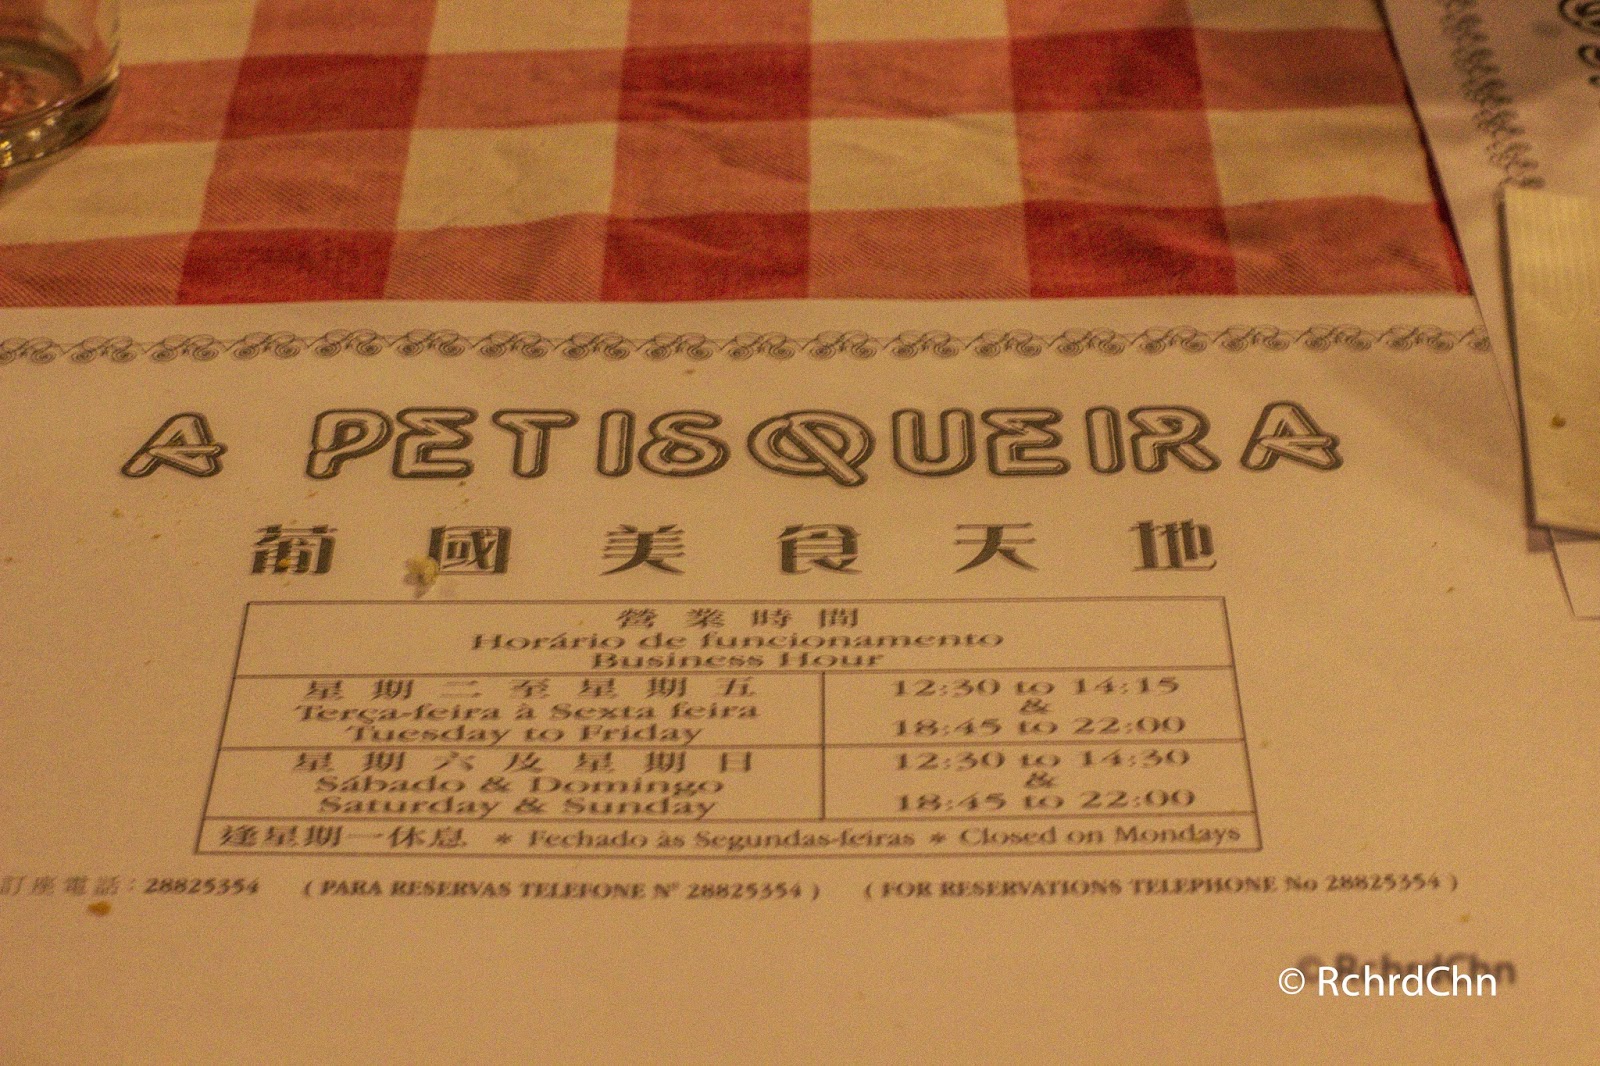 A PETISQUEIRA
葡國美食天地
營業時間
Horário de funcionamento
Business Hour
星期二至星期五
Terça-feira à Sexta feira
Tuesday to Friday
12:30 to 14:15
&
18:45 to 22:00
星期六及星期日
Sábado & Domingo
Saturday & Sunday
12:30 to 14:30
&
18:45 to 22:00
逢星期一休息 * Fechado às Segundas-feiras * Closed on Mondays
訂座電話：28825354 ( PARA RESERVAS TELEFONE Nº 28825354 ) ( FOR RESERVATIONS TELEPHONE No 28825354 )
© RchrdChn